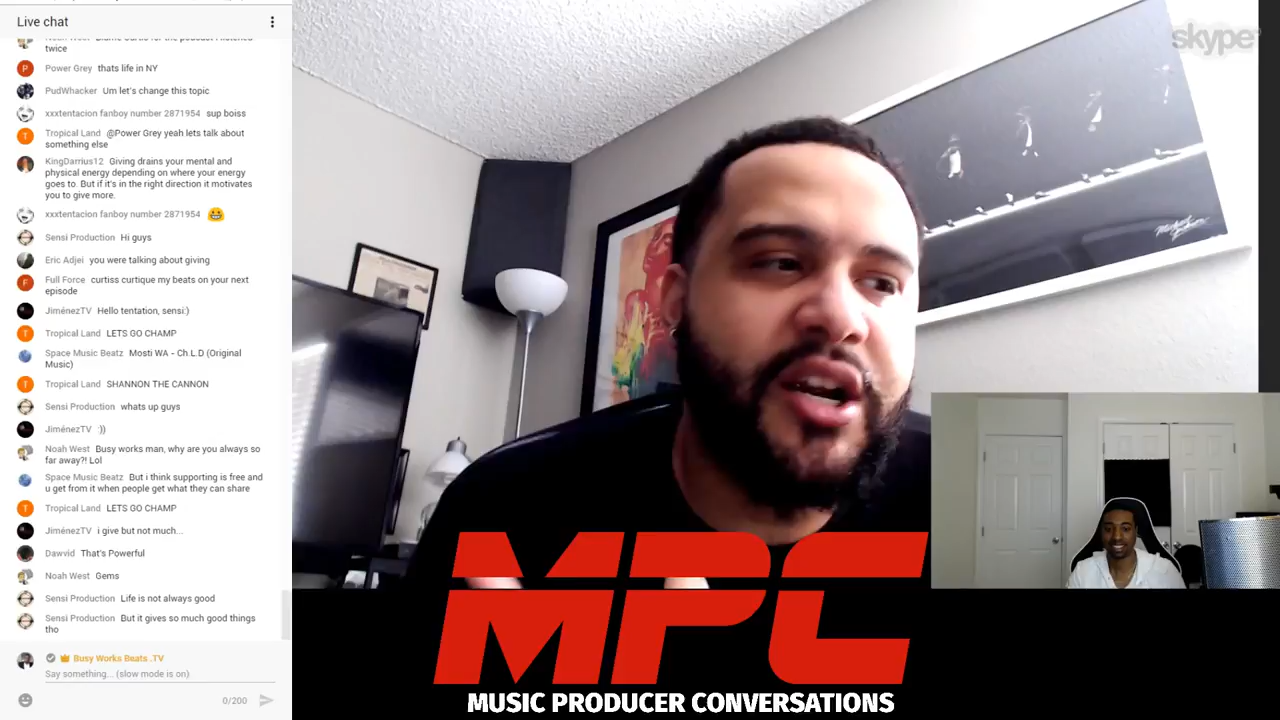 Live chat
twice
Power Grey thats life in NY
PudWhacker Um let's change this topic
xxxtentacion fanboy number 2871954 sup boiss
Tropical Land @Power Grey yeah lets talk about
something else
KingDarrius12 Giving drains your mental and
physical energy depending on where your energy
goes to. But if it's in the right direction it motivates
you to give more.
xxxtentacion fanboy number 2871954
Sensi Production Hi guys
Eric Adjei you were talking about giving
Full Force curtiss curtique my beats on your next
episode
JiménezTV Hello tentation, sensi:)
Tropical Land LETS GO CHAMP
Space Music Beatz Mosti WA - Ch.L.D (Original
Music)
Tropical Land SHANNON THE CANNON
Sensi Production whats up guys
JiménezTV :))
Noah West Busy works man, why are you always so
far away?! Lol
Space Music Beatz But i think supporting is free and
u get from it when people get what they can share
Tropical Land LETS GO CHAMP
JiménezTV i give but not much...
Dawvid That's Powerful
Noah West Gems
Sensi Production Life is not always good
Sensi Production But it gives so much good things
tho
Busy Works Beats .TV
Say something... (slow mode is on)
0/200
skype
MPC
MUSIC PRODUCER CONVERSATIONS